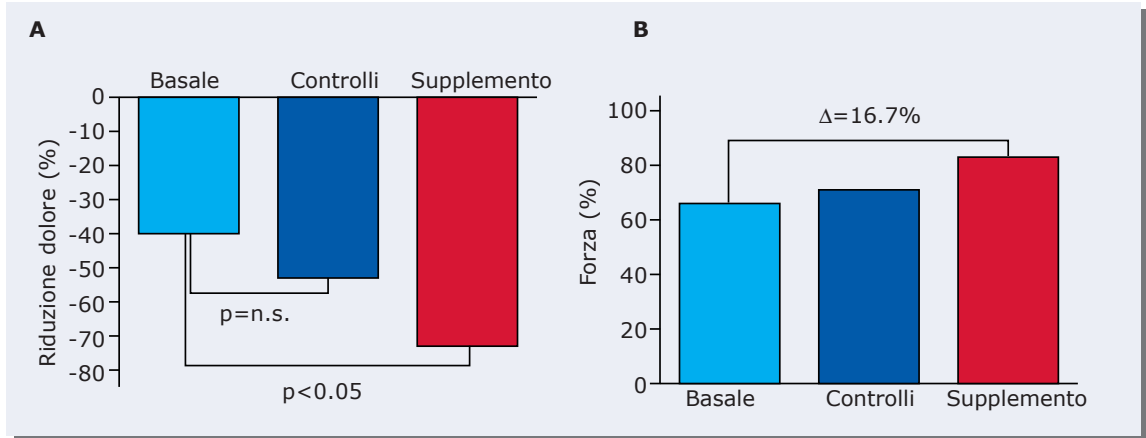 A
Basale Controlli Supplemento
Riduzione dolore (%)
0
-10
-20
-30
-40
-50
-60
-70
-80
p=n.s.
p<0.05
B
Δ=16.7%
Forza (%)
100
80
60
40
20
0
Basale Controlli Supplemento